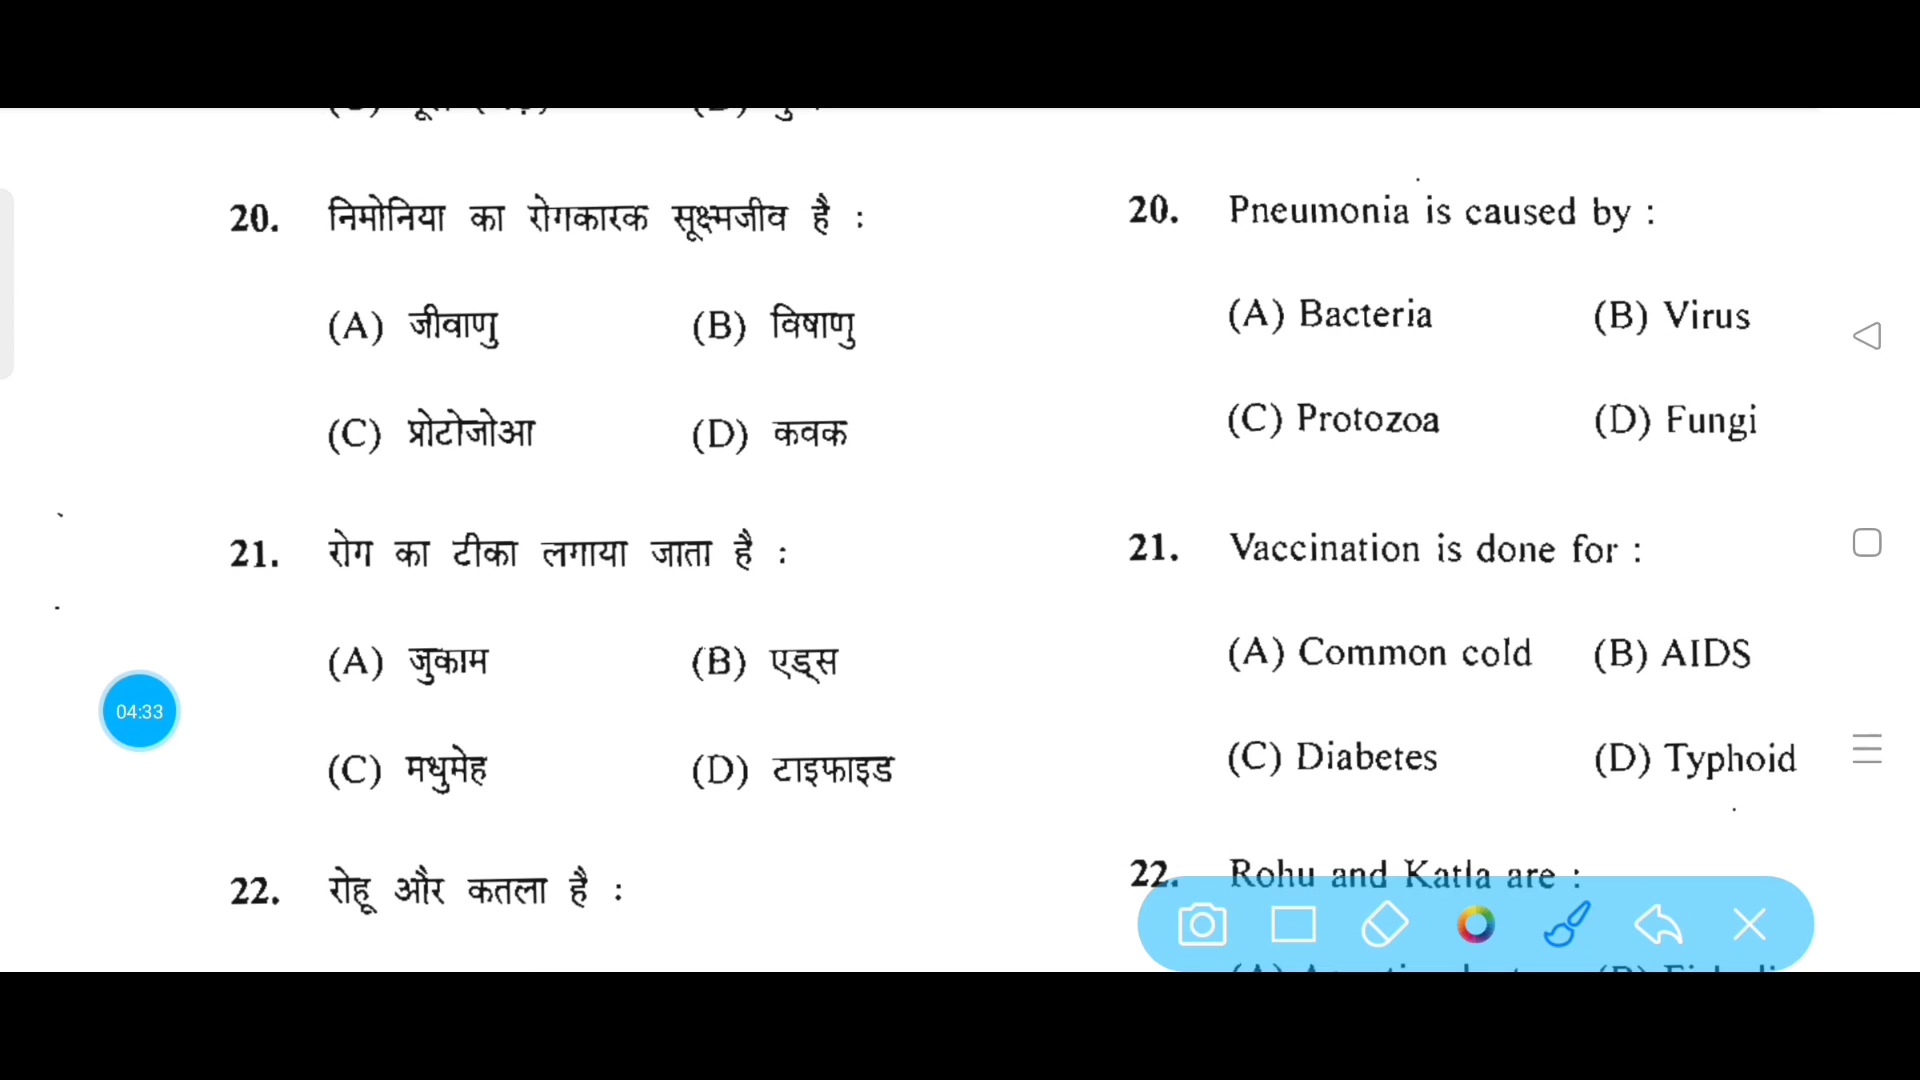 20. निमोनिया का रोगकारक सूक्ष्मजीव है :
(A) जीवाणु (B) विषाणु
(C) प्रोटोजोआ (D) कवक
21. रोग का टीका लगाया जाता है :
(A) जुकाम (B) एड्स
(C) मधुमेह (D) टाइफाइड
22. रोहू और कतला है :
20. Pneumonia is caused by :
(A) Bacteria (B) Virus
(C) Protozoa (D) Fungi
21. Vaccination is done for :
(A) Common cold (B) AIDS
(C) Diabetes (D) Typhoid
22. Rohu and Katla are :
04:33